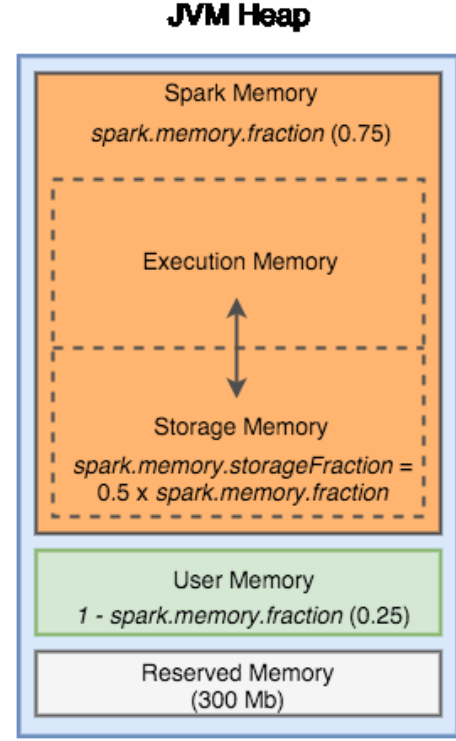 JVM Heap
Spark Memory
spark.memory.fraction (0.75)
Execution Memory
Storage Memory
spark.memory.storageFraction =
0.5 x spark.memory.fraction
User Memory
1 - spark.memory.fraction (0.25)
Reserved Memory
(300 Mb)